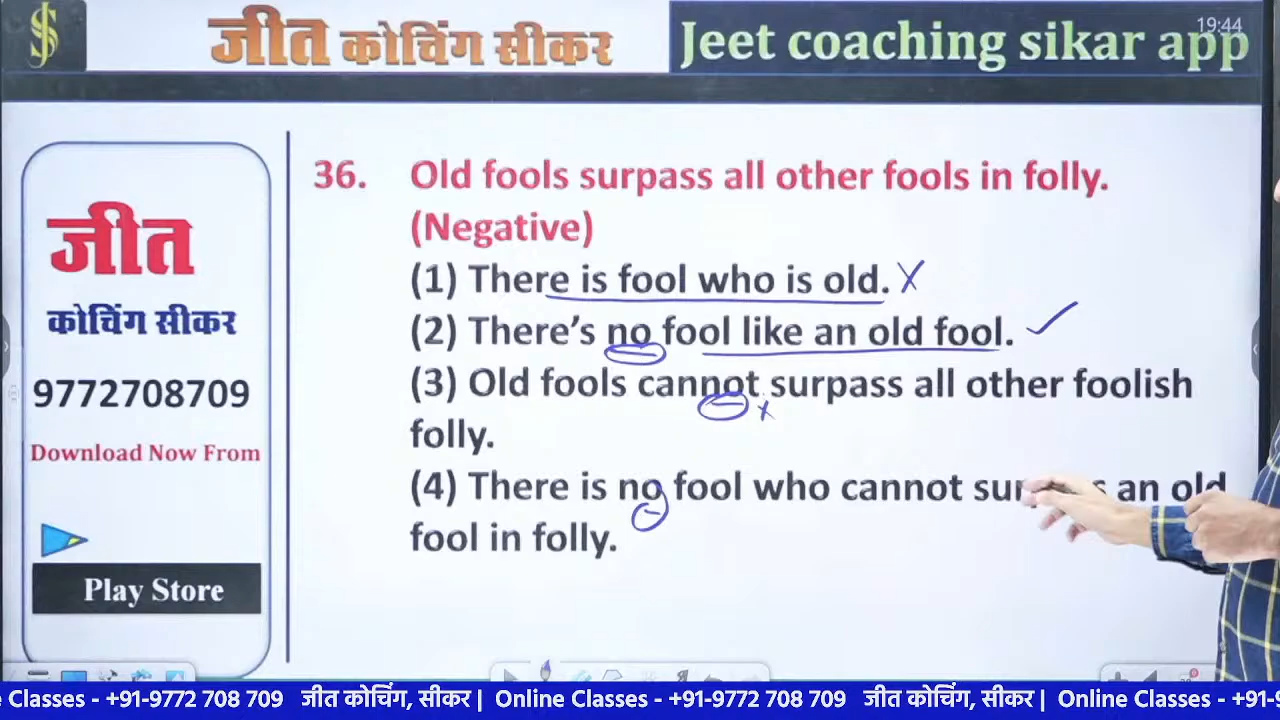 जीत कोचिंग सीकर
Jeet coaching sikar app
19:44
जीत
कोचिंग सीकर
9772708709
Download Now From
Play Store
36. Old fools surpass all other fools in folly.
(Negative)
(1) There is fool who is old.
(2) There's no fool like an old fool.
(3) Old fools cannot surpass all other foolish
folly.
(4) There is no fool who cannot an old
fool in folly.
Classes - +91-9772 708 709 जीत कोचिंग, सीकर | Online Classes - +91-9772 708 709 जीत कोचिंग, सीकर | Online Classes - +91-9